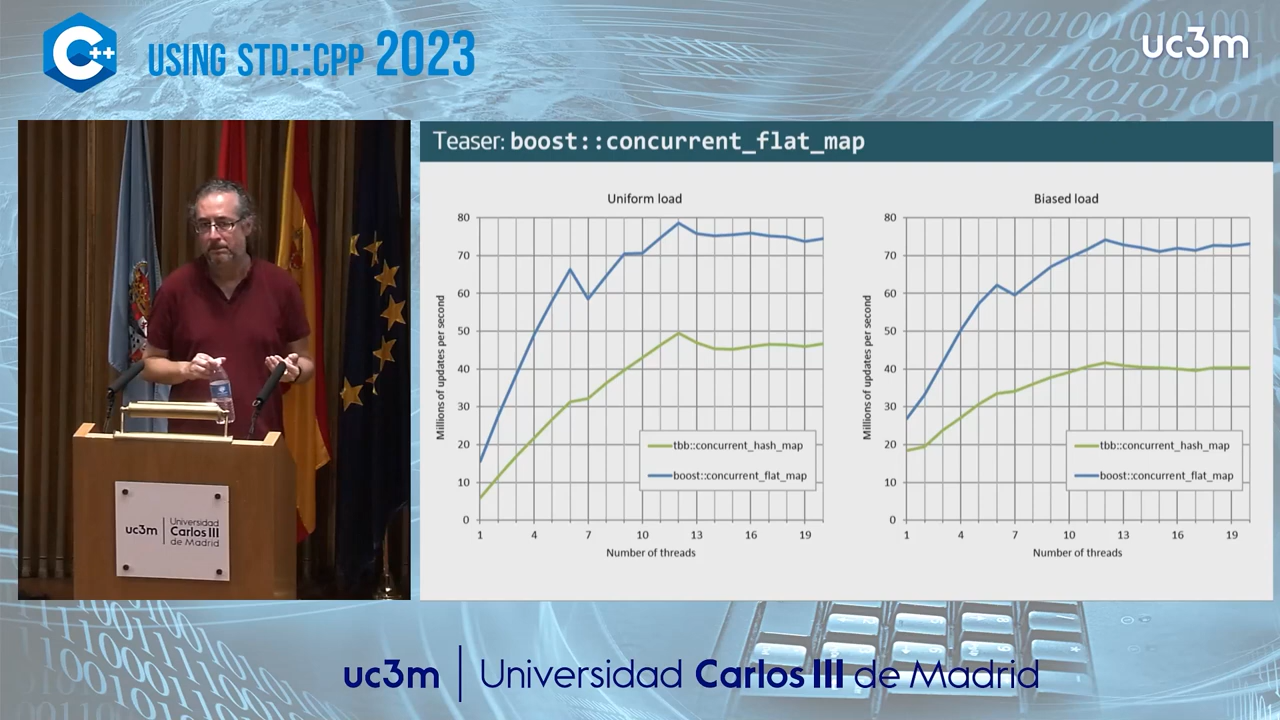 C++
USING STD::CPP 2023
uc3m
Teaser: boost::concurrent_flat_map
Uniform load
80
70
60
50
40
30
20
10
0
Millions of updates per second
tbb::concurrent_hash_map
boost::concurrent_flat_map
1 4 7 10 13 16 19
Number of threads
Biased load
80
70
60
50
40
30
20
10
0
Millions of updates per second
tbb::concurrent_hash_map
boost::concurrent_flat_map
1 4 7 10 13 16 19
Number of threads
uc3m
Universidad
Carlos III
de Madrid
uc3m | Universidad Carlos III de Madrid